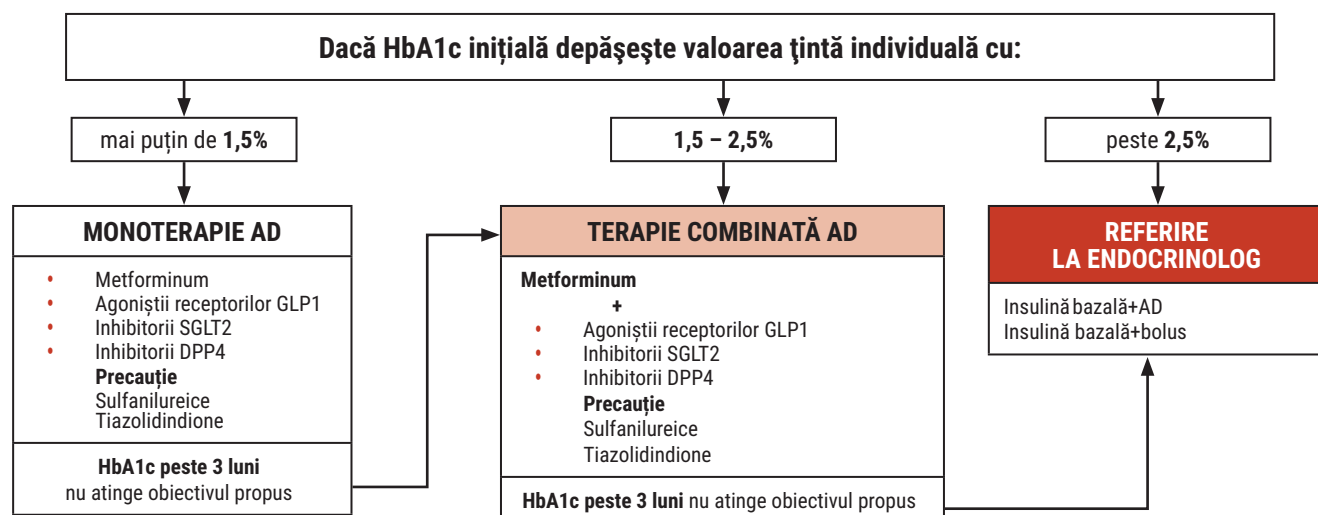 Dacă HbA1c inițială depăşeşte valoarea ţintă individuală cu:
mai puțin de 1,5%
1,5 – 2,5%
peste 2,5%
MONOTERAPIE AD
• Metforminum
• Agoniștii receptorilor GLP1
• Inhibitorii SGLT2
• Inhibitorii DPP4
Precauție
Sulfanilureice
Tiazolidindione
HbA1c peste 3 luni
nu atinge obiectivul propus
TERAPIE COMBINATĂ AD
Metforminum
+
• Agoniștii receptorilor GLP1
• Inhibitorii SGLT2
• Inhibitorii DPP4
Precauție
Sulfanilureice
Tiazolidindione
HbA1c peste 3 luni nu atinge obiectivul propus
REFERIRE
LA ENDOCRINOLOG
Insulină bazală+AD
Insulină bazală+bolus